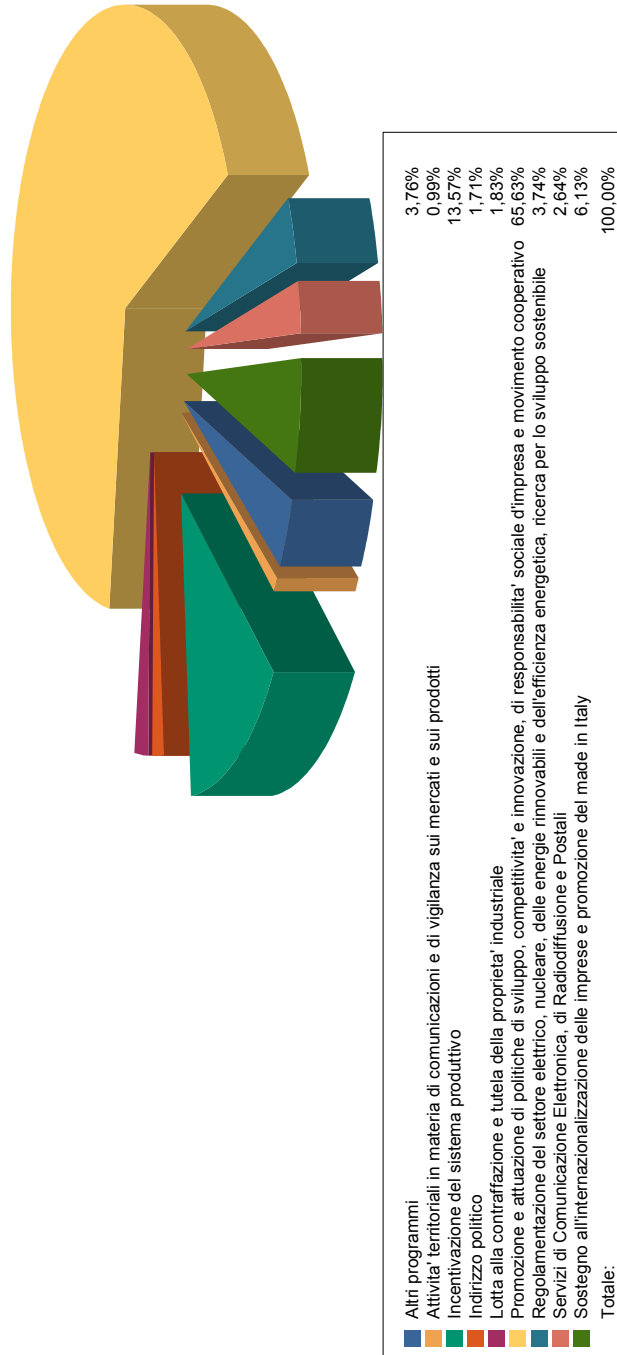 Altri programmi 3,76%
Attivita' territoriali in materia di comunicazioni e di vigilanza sui mercati e sui prodotti 0,99%
Incentivazione del sistema produttivo 13,57%
Indirizzo politico 1,71%
Lotta alla contraffazione e tutela della proprieta' industriale 1,83%
Promozione e attuazione di politiche di sviluppo, competitivita' e innovazione, di responsabilita' sociale d'impresa e movimento cooperativo 65,63%
Regolamentazione del settore elettrico, nucleare, delle energie rinnovabili e dell'efficienza energetica, ricerca per lo sviluppo sostenibile 3,74%
Servizi di Comunicazione Elettronica, di Radiodiffusione e Postali 2,64%
Sostegno all'internazionalizzazione delle imprese e promozione del made in Italy 6,13%
Totale: 100,00%